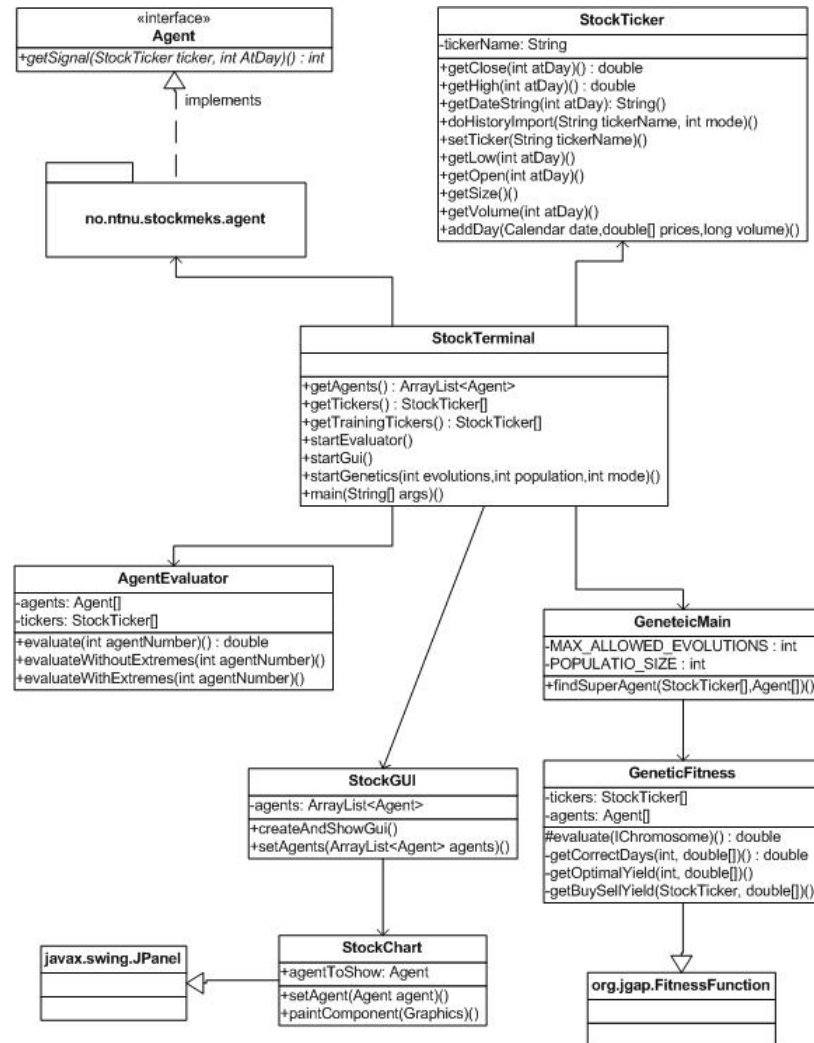 «interface»
Agent
+getSignal(StockTicker ticker, int AtDay)() : int
implements
no.ntnu.stockmeks.agent
StockTicker
-tickerName: String
+getClose(int atDay)() : double
+getHigh(int atDay)() : double
+getDateString(int atDay): String()
+doHistoryImport(String tickerName, int mode)()
+setTicker(String tickerName)()
+getLow(int atDay)()
+getOpen(int atDay)()
+getSize()()
+getVolume(int atDay)()
+addDay(Calendar date,double[] prices,long volume)()
StockTerminal
+getAgents() : ArrayList<Agent>
+getTickers() : StockTicker[]
+getTrainingTickers() : StockTicker[]
+startEvaluator()
+startGui()
+startGenetics(int evolutions,int population,int mode)()
+main(String[] args)()
AgentEvaluator
-agents: Agent[]
-tickers: StockTicker[]
+evaluate(int agentNumber)() : double
+evaluateWithoutExtremes(int agentNumber)()
+evaluateWithExtremes(int agentNumber)()
GeneteicMain
-MAX_ALLOWED_EVOLUTIONS : int
-POPULATIO_SIZE : int
+findSuperAgent(StockTicker[],Agent[])()
StockGUI
-agents: ArrayList<Agent>
+createAndShowGui()
+setAgents(ArrayList<Agent> agents)()
GeneticFitness
-tickers: StockTicker[]
-agents: Agent[]
#evaluate(IChromosome)() : double
-getCorrectDays(int, double[])() : double
-getOptimalYield(int, double[])()
-getBuySellYield(StockTicker, double[])()
javax.swing.JPanel
StockChart
+agentToShow: Agent
+setAgent(Agent agent)()
+paintComponent(Graphics)()
org.jgap.FitnessFunction